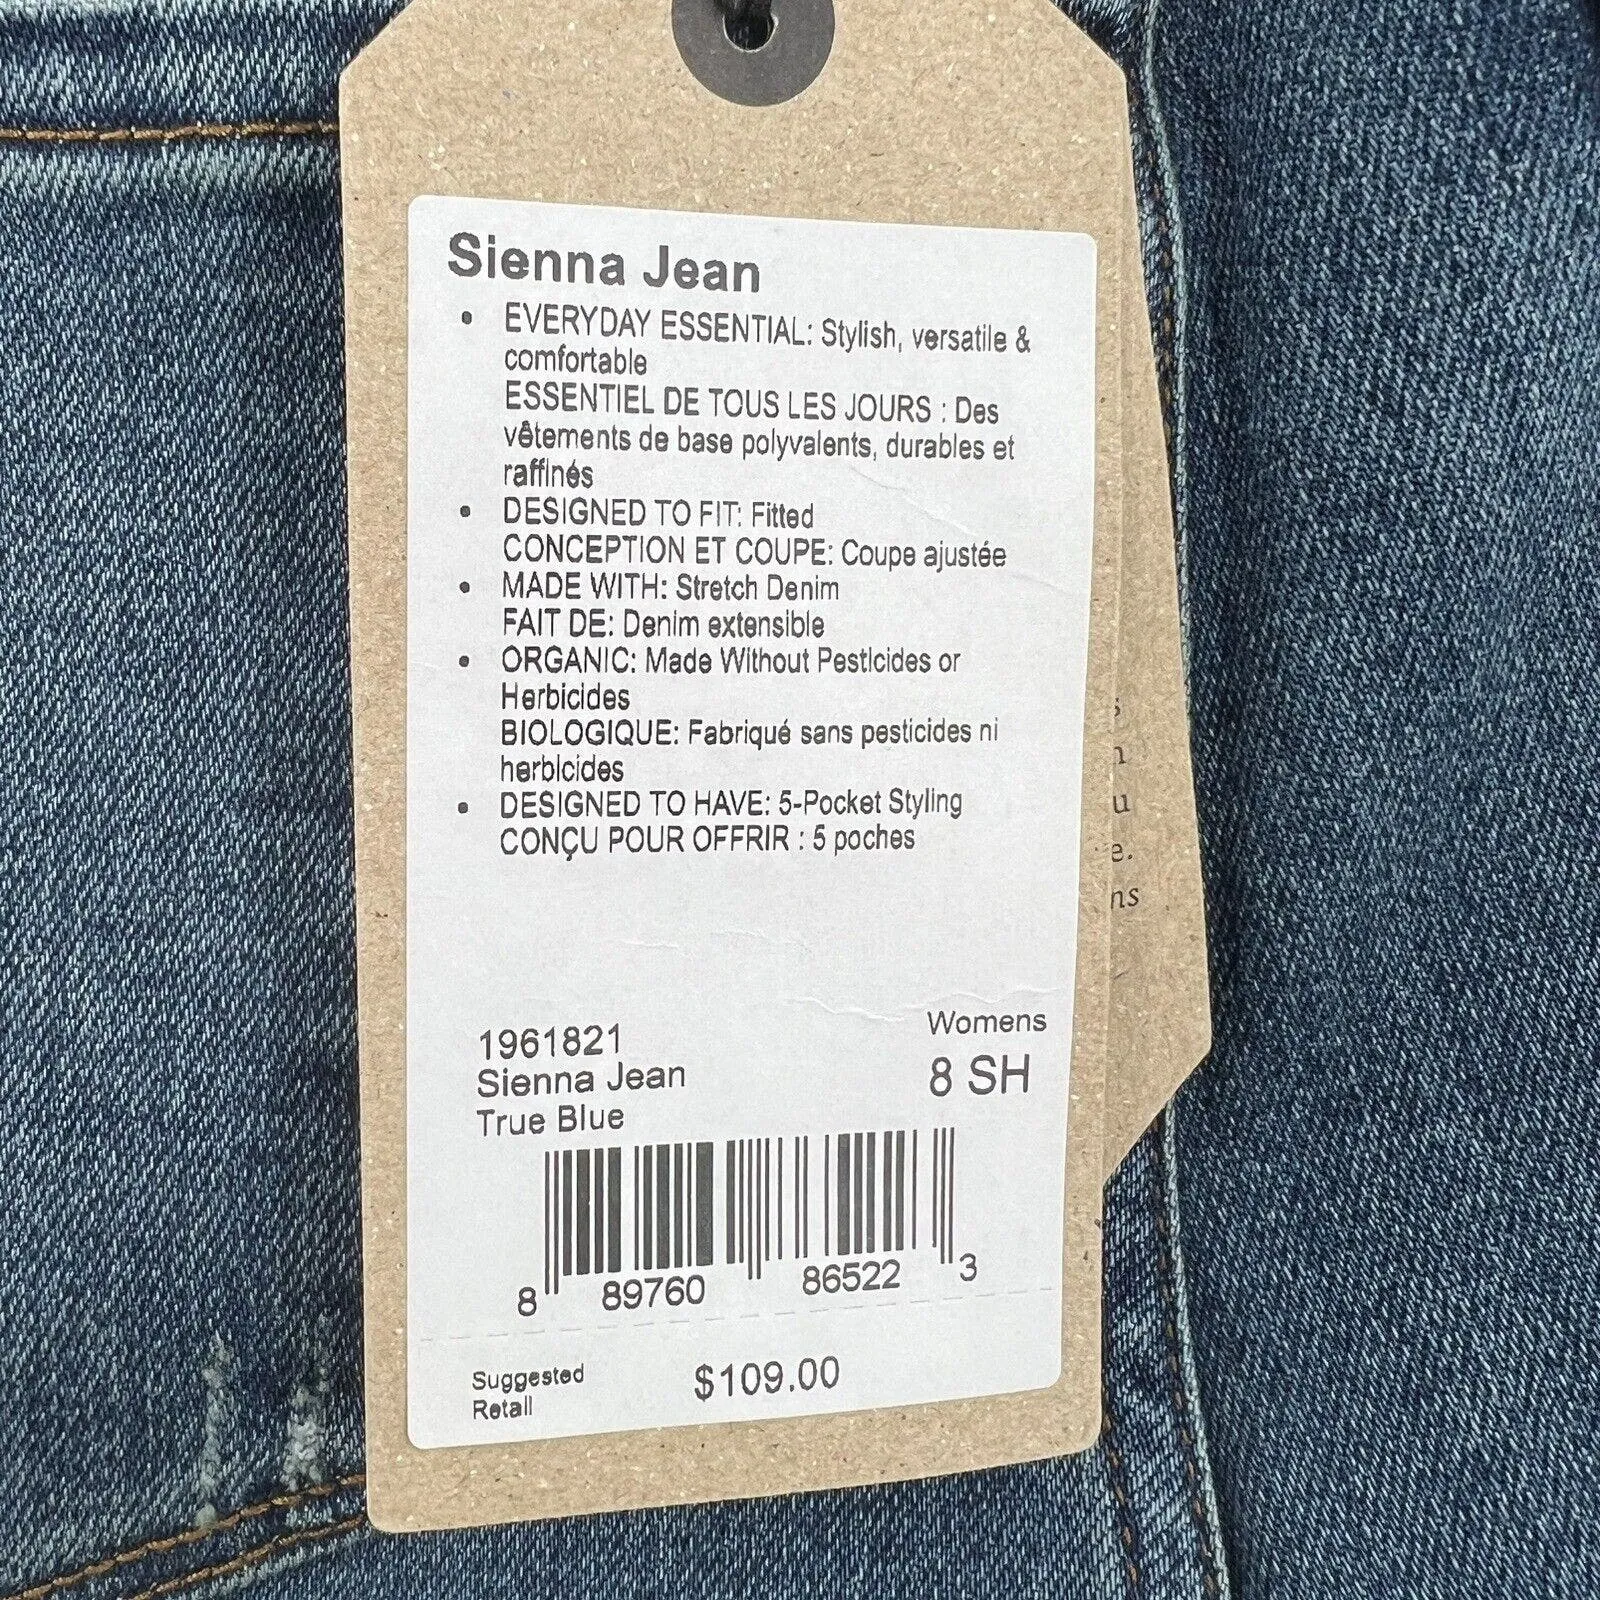 Sienna Jean
• EVERYDAY ESSENTIAL: Stylish, versatile &
comfortable
ESSENTIEL DE TOUS LES JOURS : Des
vêtements de base polyvalents, durables et
raffinés
• DESIGNED TO FIT: Fitted
CONCEPTION ET COUPE: Coupe ajustée
• MADE WITH: Stretch Denim
FAIT DE: Denim extensible
• ORGANIC: Made Without Pesticides or
Herbicides
BIOLOGIQUE: Fabriqué sans pesticides ni
herbicides
• DESIGNED TO HAVE: 5-Pocket Styling
CONÇU POUR OFFRIR : 5 poches
1961821
Sienna Jean
True Blue
Womens
8 SH
8 89760 86522 3
Suggested
Retail
$109.00